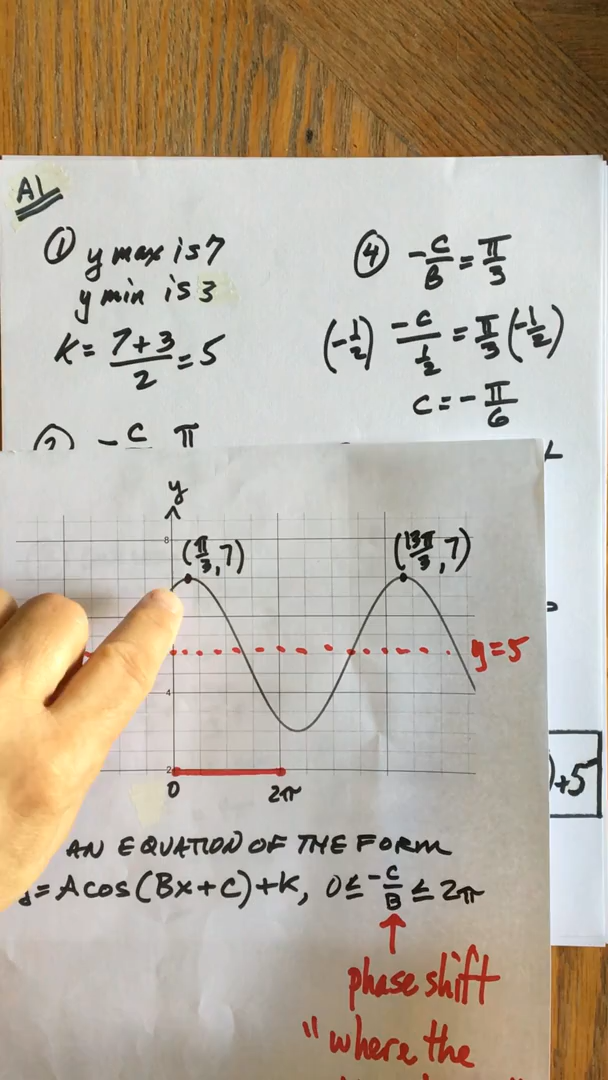 A1
① y max is 7
y min is 3
K = (7+3)/2 = 5
④ -C/B = π/3
(-1/2) -C/(1/2) = π/3 (-1/2)
C = -π/6
-C π
y
8
(π/3, 7)
(13π/3, 7)
y=5
4
2
0
2π
)+5
AN EQUATION OF THE FORM
= A cos(Bx+C)+K, 0 ≤ -C/B ≤ 2π
phase shift
"where the